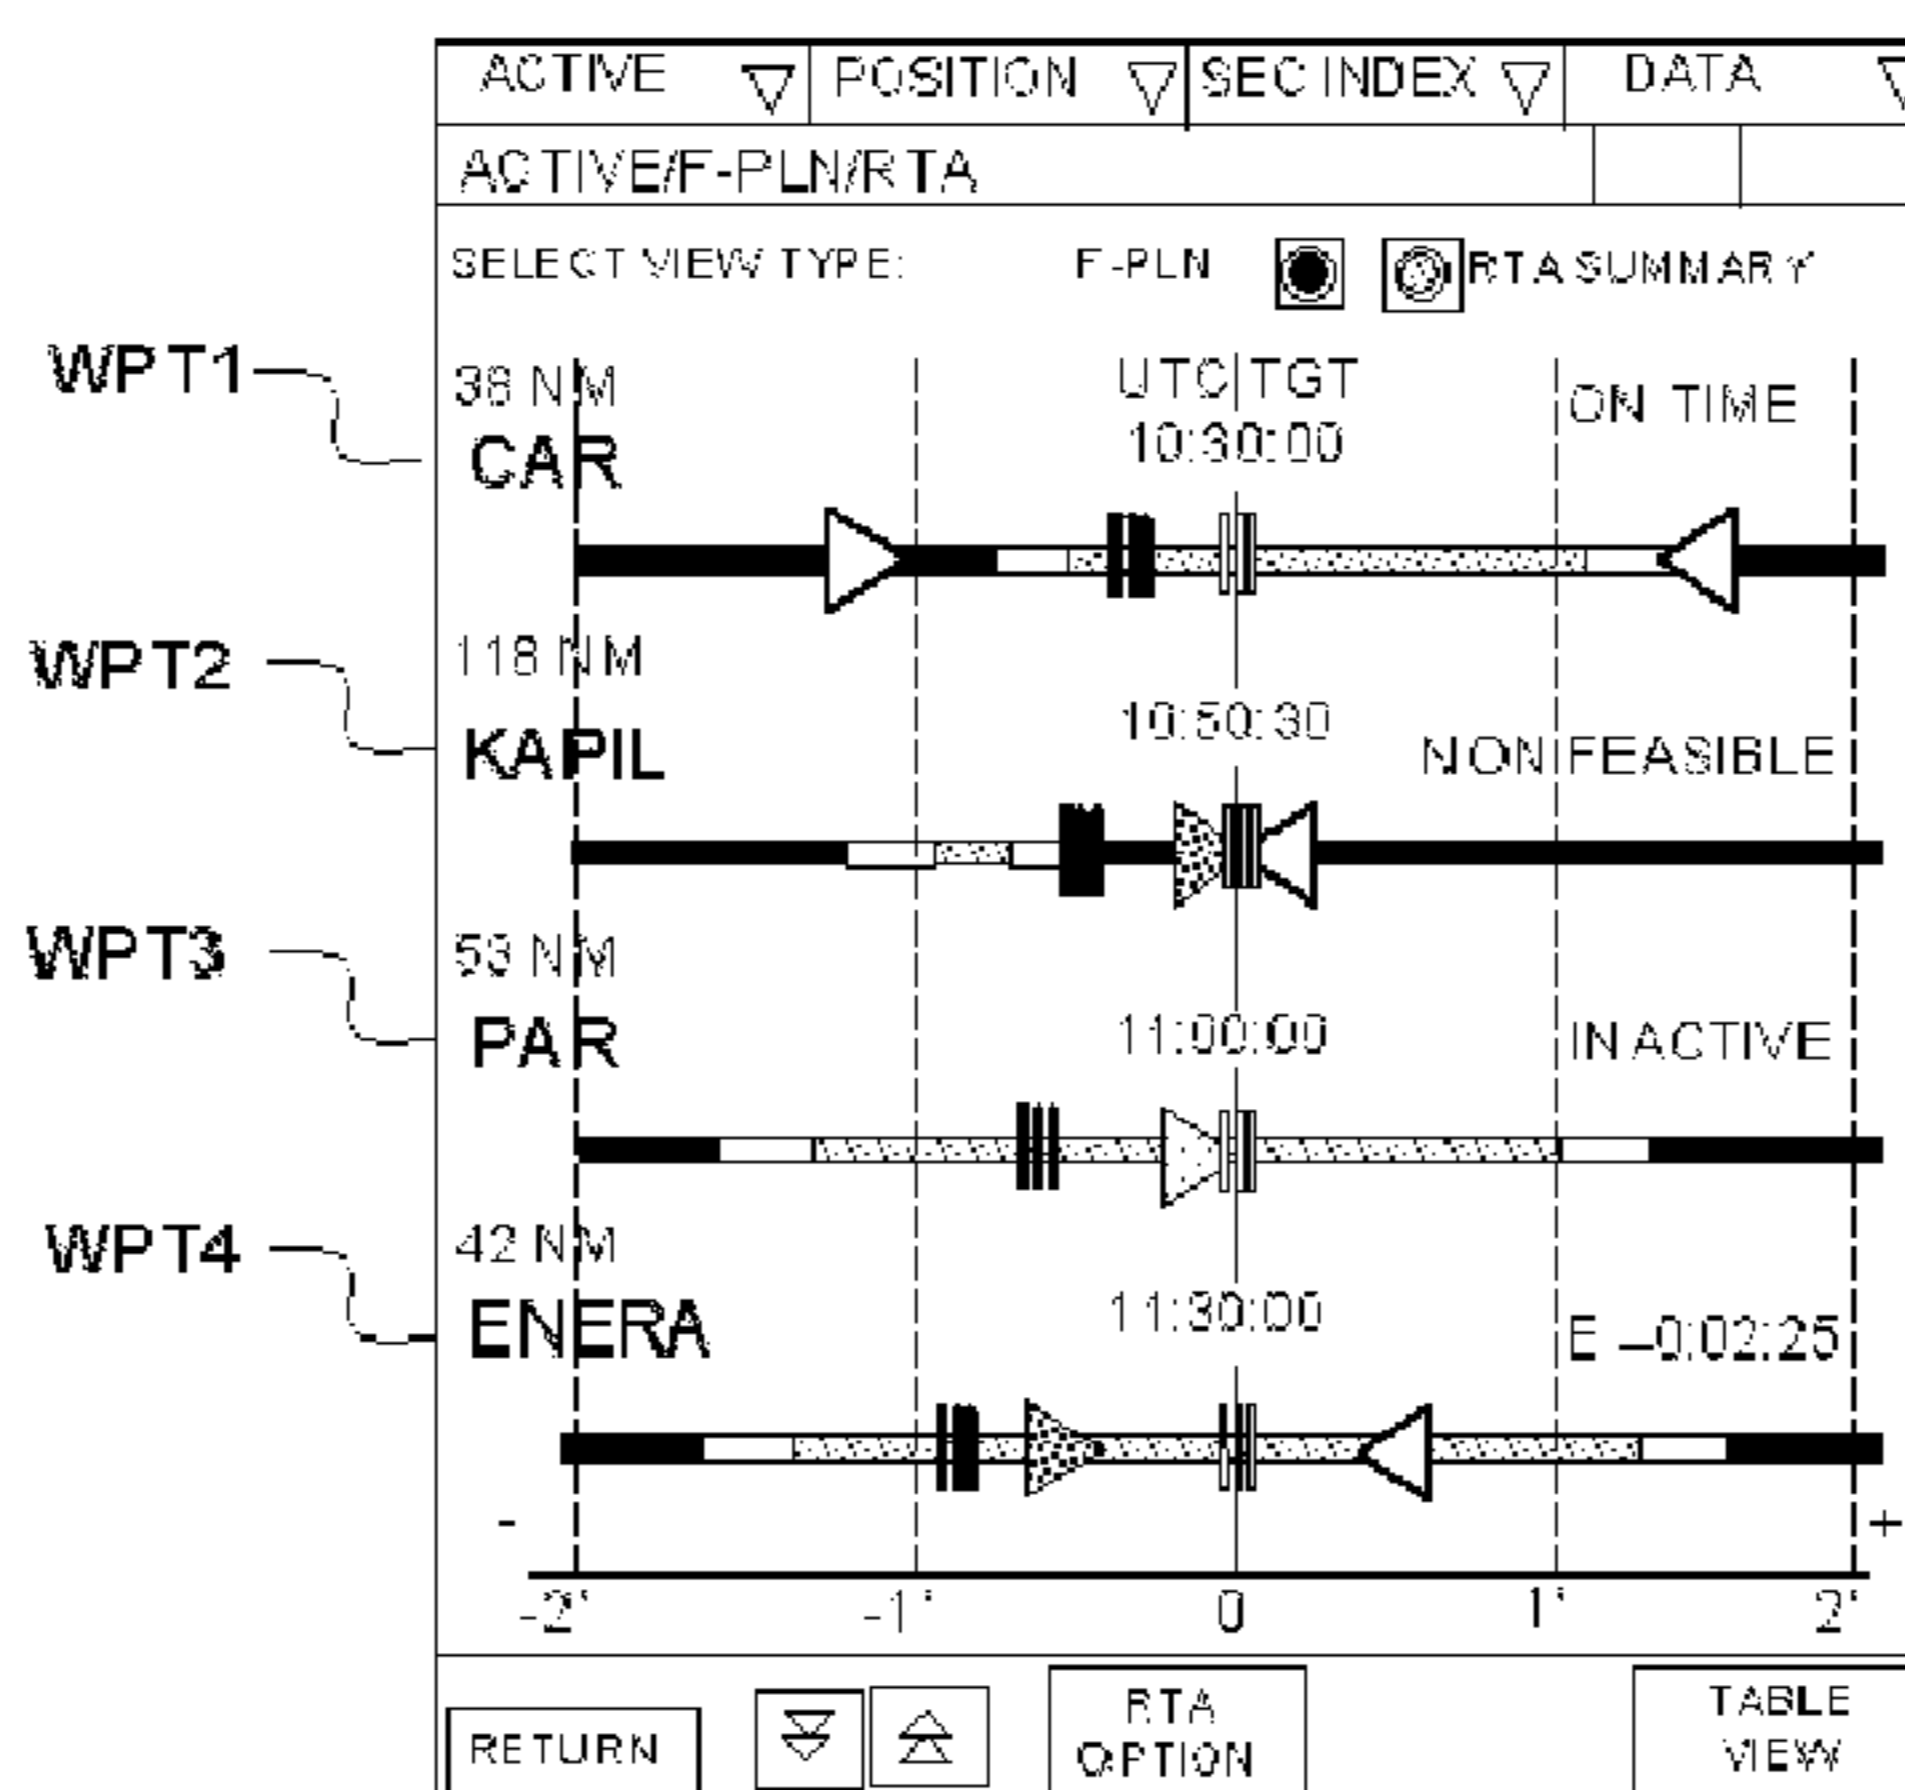 ACTIVE POSITION SEC INDEX DATA
ACTIVE/F-PLN/RTA
SELECT VIEW TYPE: F-PLN RTA SUMMARY
WPT1
38 NM UTC TGT ON TIME
CAR 10:30:00
WPT2
118 NM
KAPIL 10:50:30 NON FEASIBLE
WPT3
53 NM
PAR 11:00:00 INACTIVE
WPT4
42 NM
ENERA 11:30:00 E –0:02:25
- +
-2' -1' 0 1' 2'
RETURN RTA OPTION TABLE VIEW